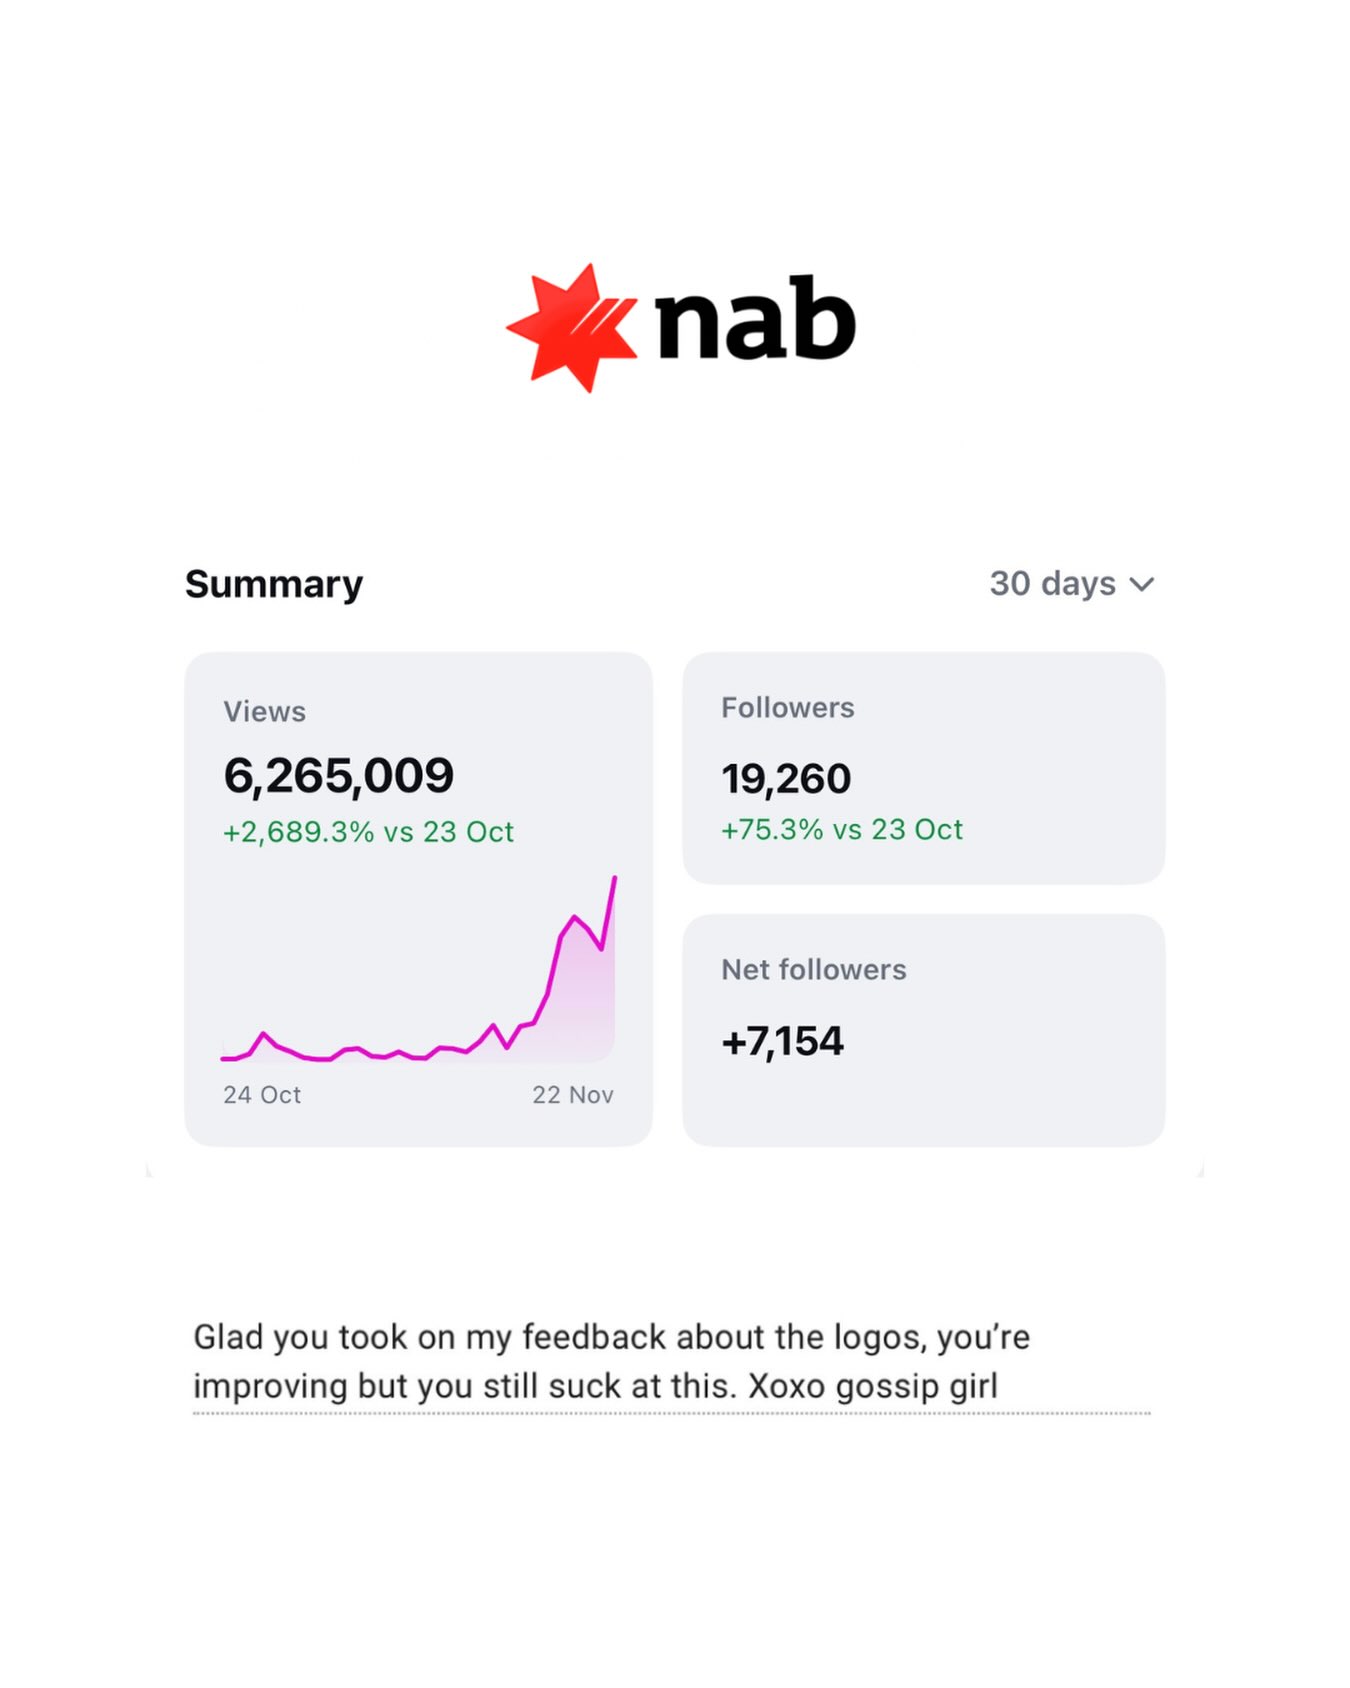 nab
Summary
30 days
Views
6,265,009
+2,689.3% vs 23 Oct
24 Oct
22 Nov
Followers
19,260
+75.3% vs 23 Oct
Net followers
+7,154
Glad you took on my feedback about the logos, you’re
improving but you still suck at this. Xoxo gossip girl